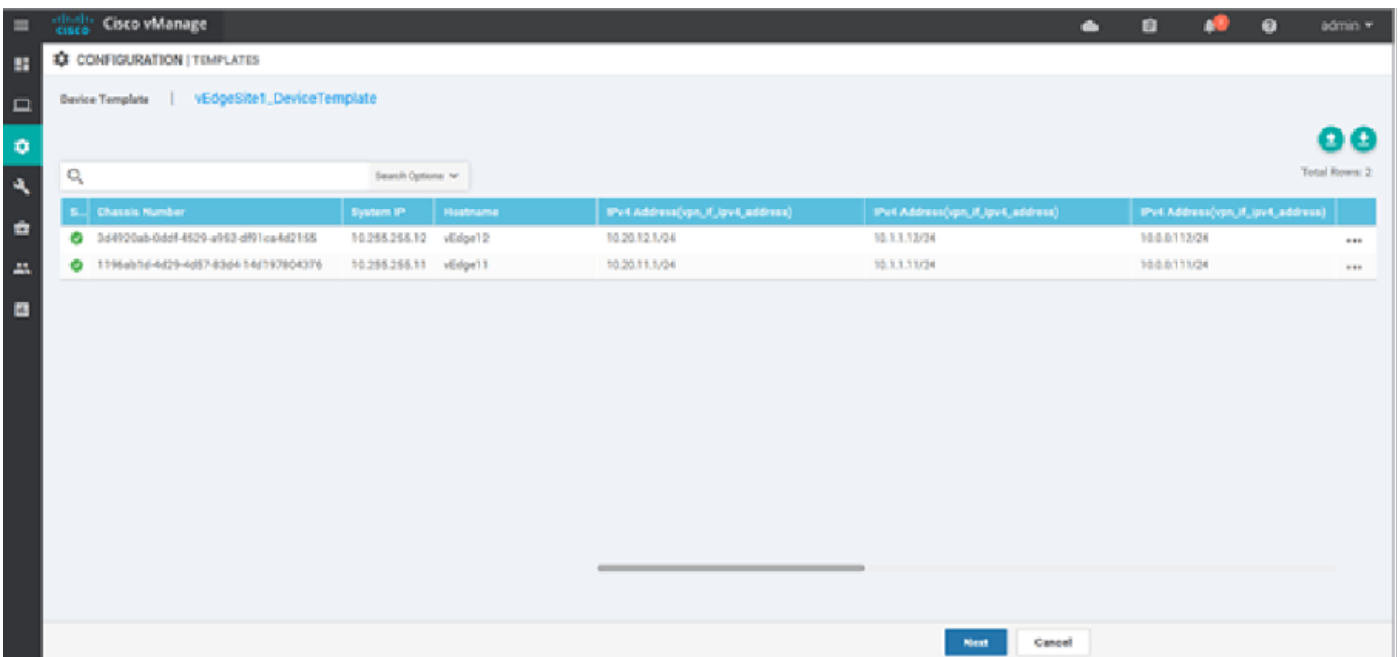 cisco Cisco vManage admin
CONFIGURATION | TEMPLATES
Device Template | vEdgeSite1_DeviceTemplate
Search Options
Total Rows: 2
S... Chassis Number System IP Hostname IPv4 Address(vpn_if_ipv4_address) IPv4 Address(vpn_if_ipv4_address) IPv4 Address(vpn_if_ipv4_address)
10.255.255.12 vEdge12 10.20.12.1/24 10.1.1.12/24 10.0.0.112/24 •••
10.255.255.11 vEdge11 10.20.11.1/24 10.1.1.11/24 10.0.0.111/24 •••
Next Cancel